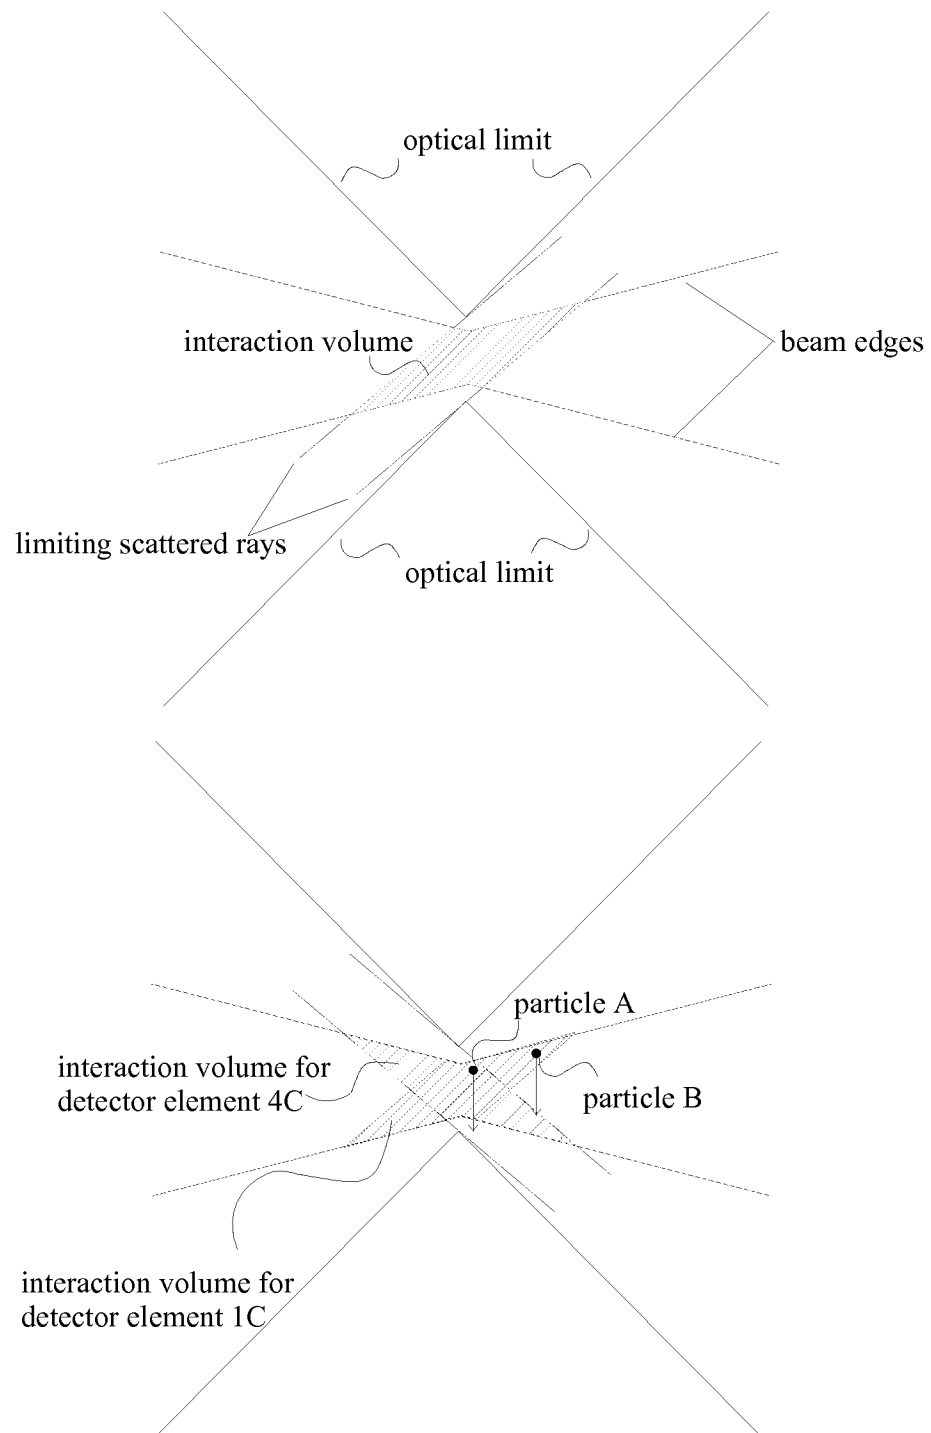 optical limit
interaction volume
beam edges
limiting scattered rays
optical limit
particle A
interaction volume for
detector element 4C
particle B
interaction volume for
detector element 1C